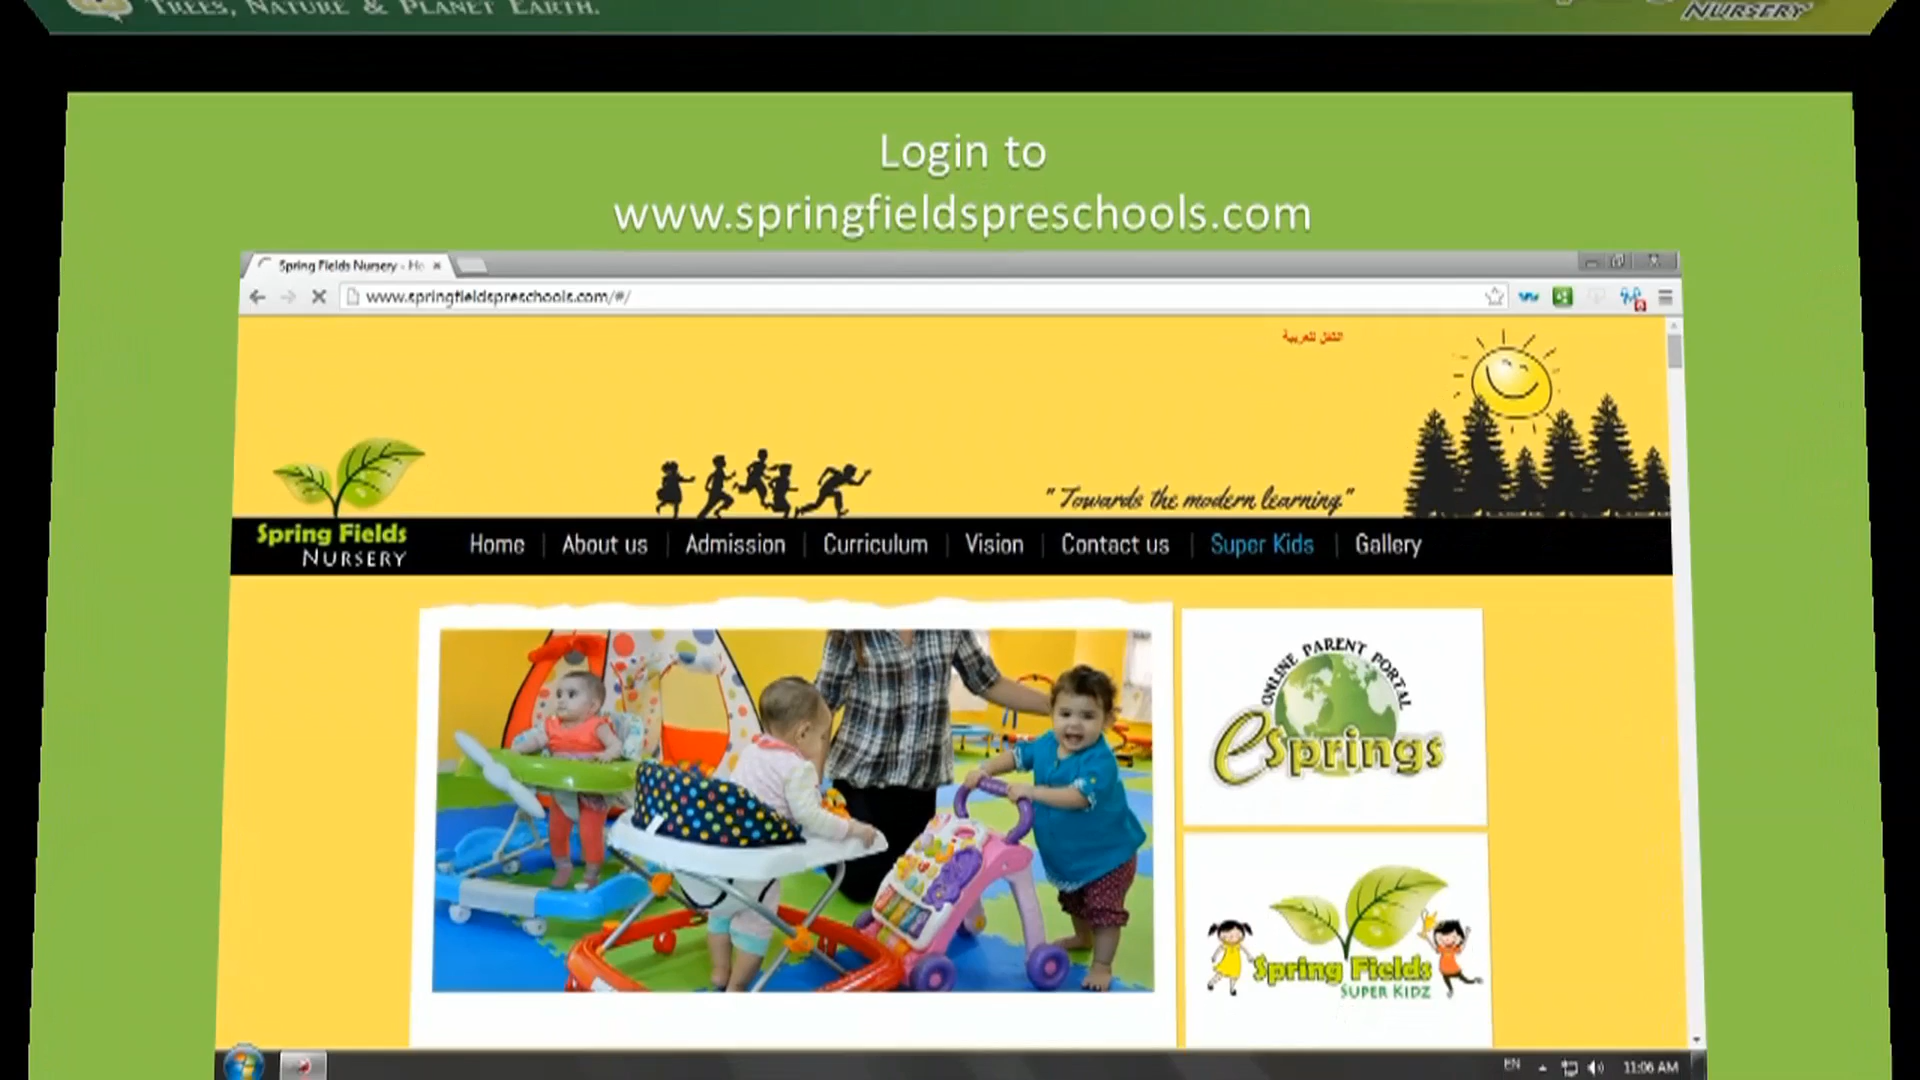 TREES, NATURE & PLANET EARTH.
NURSERY
Login to
www.springfieldspreschools.com
Spring Fields Nursery - Ho
www.springfieldspreschools.com/#/
انتقل للعربية
"Towards the modern learning."
Spring Fields
NURSERY
Home
About us
Admission
Curriculum
Vision
Contact us
Super Kids
Gallery
ONLINE PARENT PORTAL
eSprings
Spring Fields
SUPER KIDZ
EN
11:06 AM